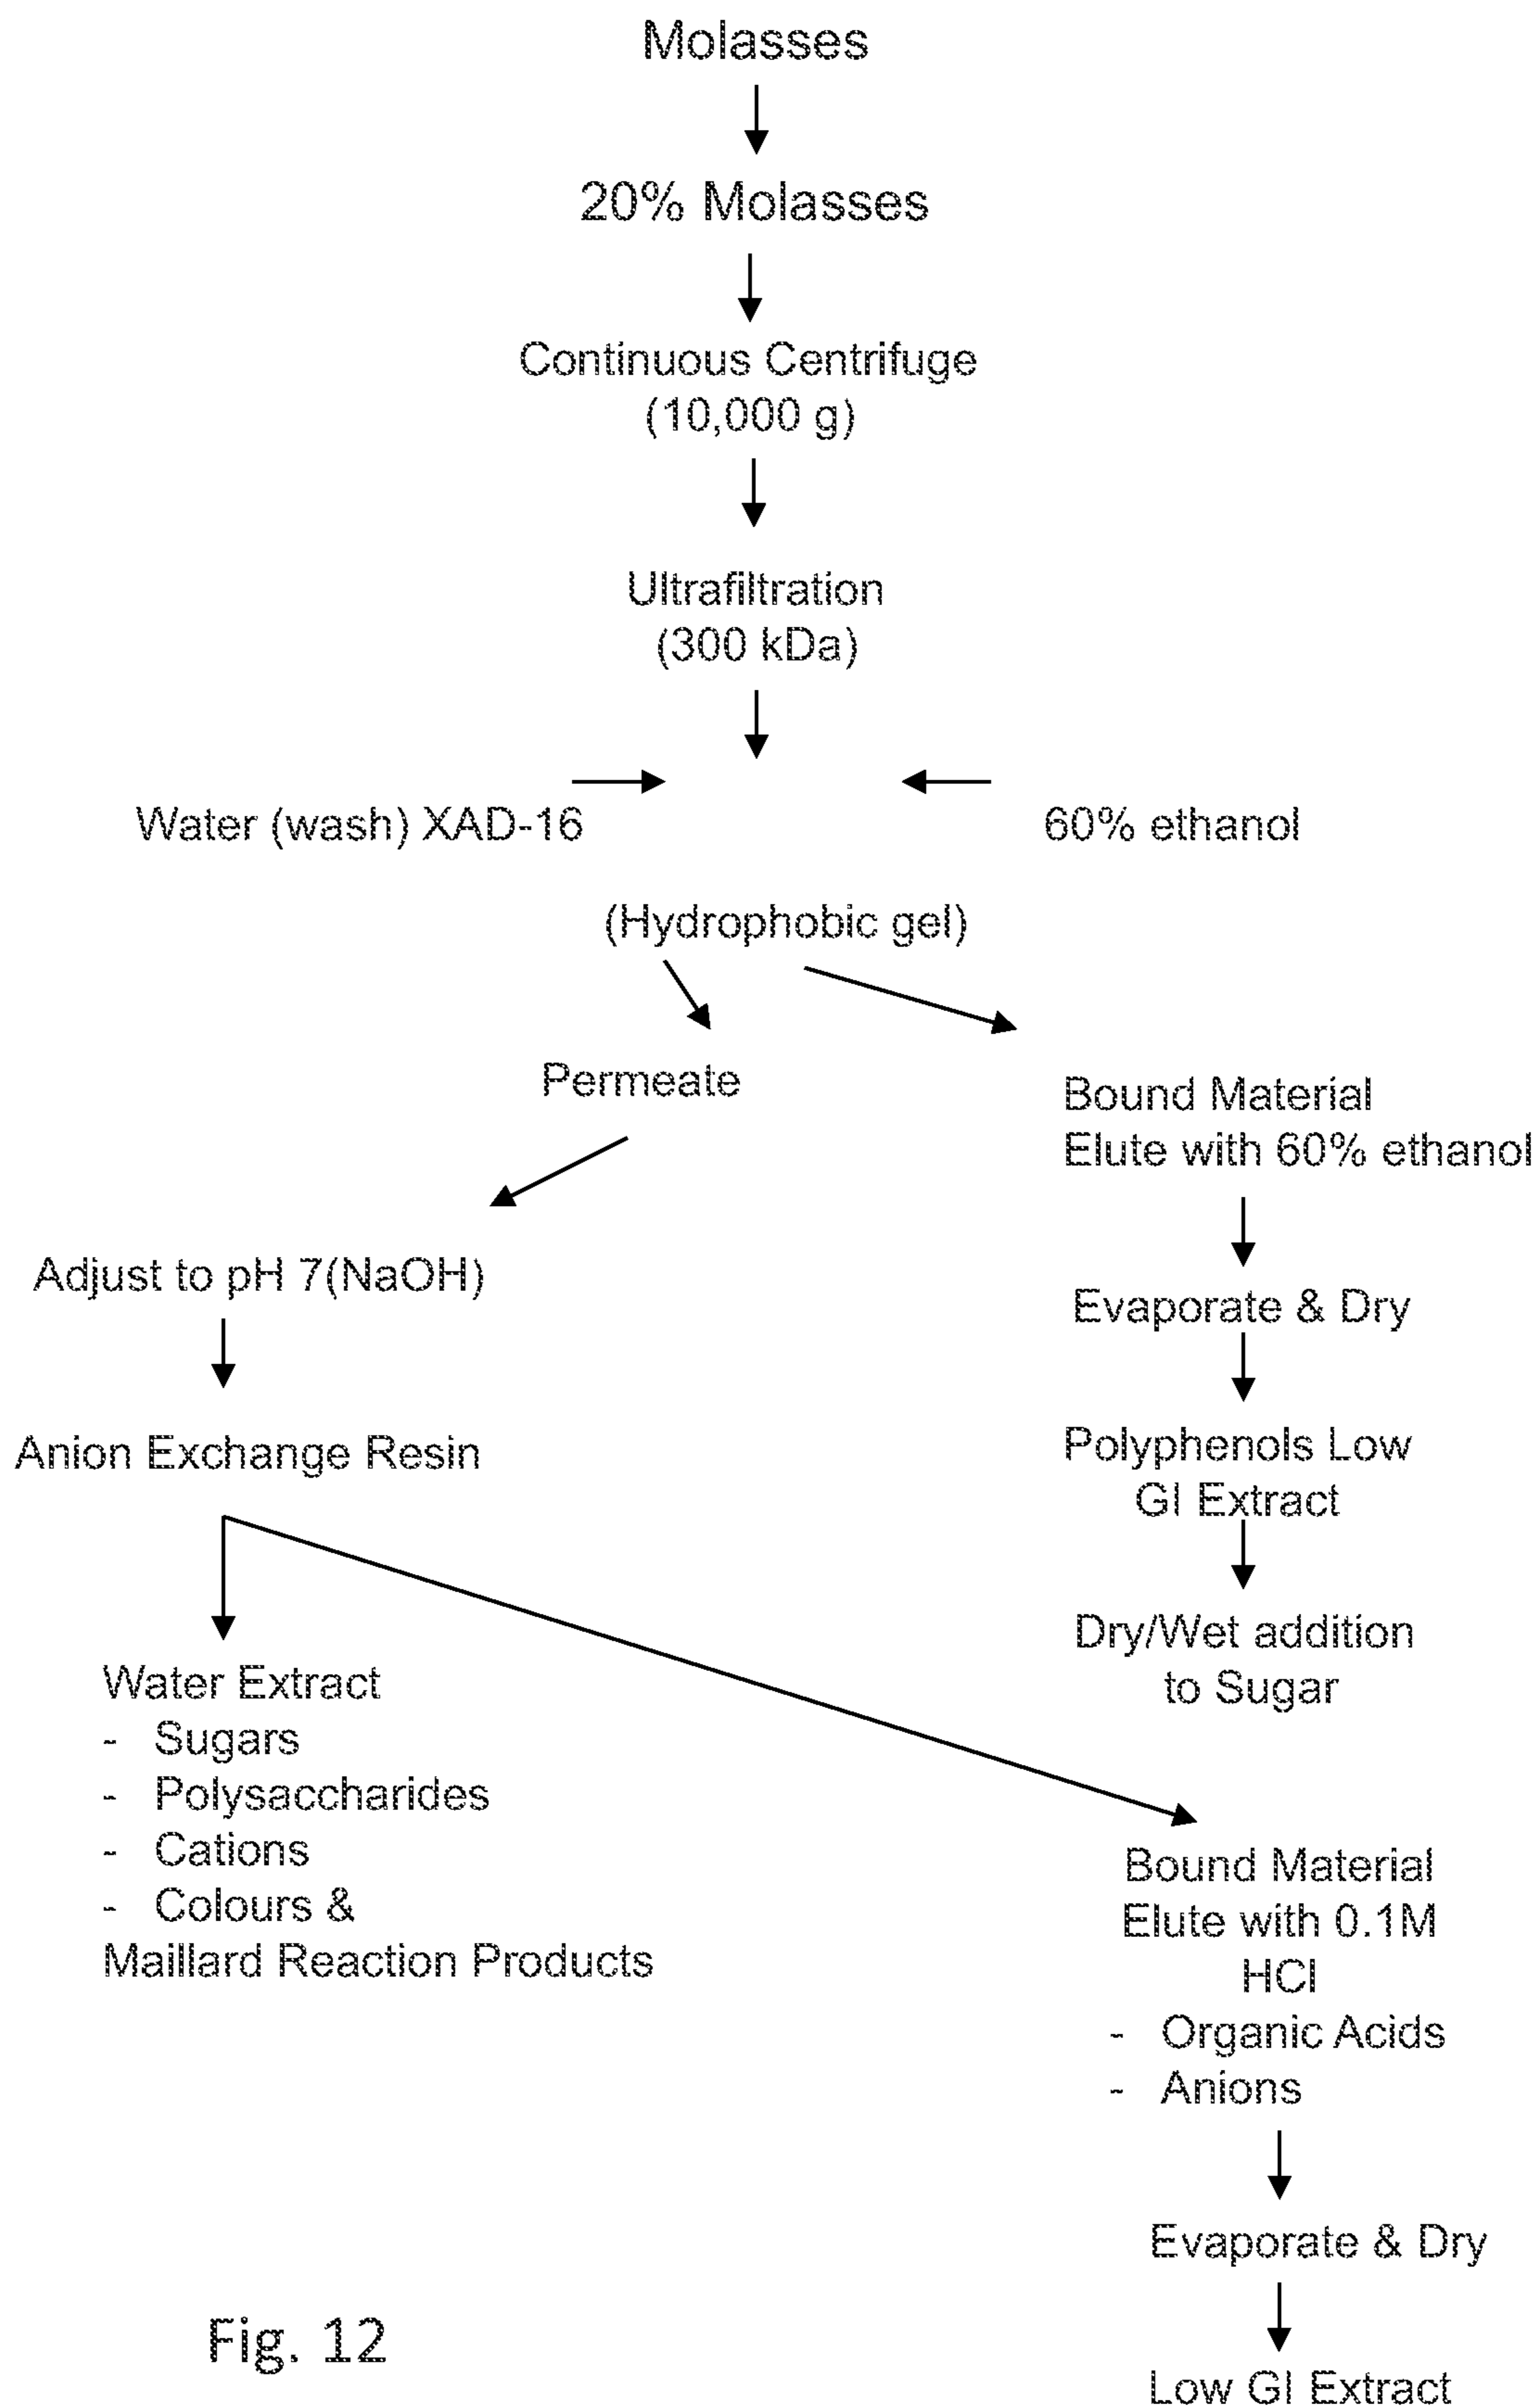 Molasses
20% Molasses
Continuous Centrifuge
(10,000 g)
Ultrafiltration
(300 kDa)
Water (wash) XAD-16
60% ethanol
(Hydrophobic gel)
Permeate
Bound Material
Elute with 60% ethanol
Adjust to pH 7(NaOH)
Evaporate & Dry
Anion Exchange Resin
Polyphenols Low
GI Extract
Dry/Wet addition
to Sugar
Water Extract
- Sugars
- Polysaccharides
- Cations
- Colours &
Maillard Reaction Products
Bound Material
Elute with 0.1M
HCl
- Organic Acids
- Anions
Evaporate & Dry
Low GI Extract
Fig. 12